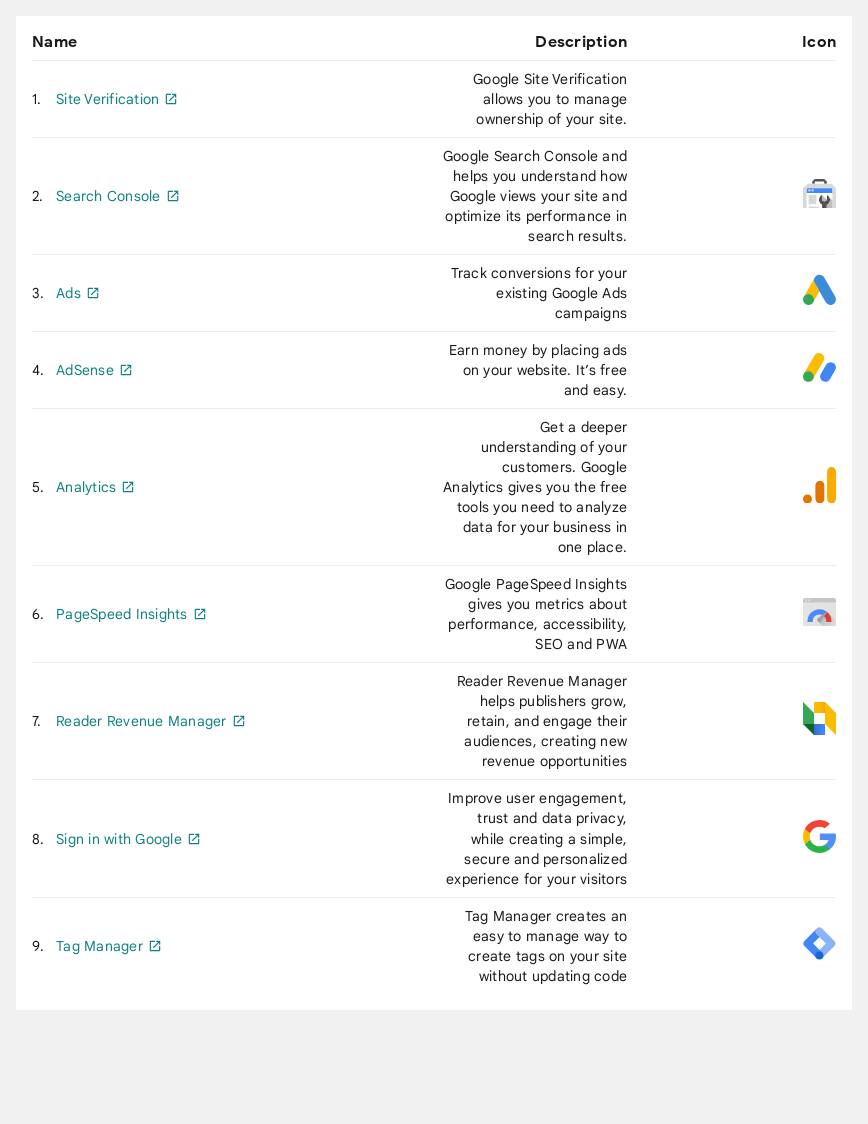 Name Description Icon
1. Site Verification
Google Site Verification
allows you to manage
ownership of your site.
2. Search Console
Google Search Console and
helps you understand how
Google views your site and
optimize its performance in
search results.
3. Ads
Track conversions for your
existing Google Ads
campaigns
4. AdSense
Earn money by placing ads
on your website. It’s free
and easy.
5. Analytics
Get a deeper
understanding of your
customers. Google
Analytics gives you the free
tools you need to analyze
data for your business in
one place.
6. PageSpeed Insights
Google PageSpeed Insights
gives you metrics about
performance, accessibility,
SEO and PWA
7. Reader Revenue Manager
Reader Revenue Manager
helps publishers grow,
retain, and engage their
audiences, creating new
revenue opportunities
8. Sign in with Google
Improve user engagement,
trust and data privacy,
while creating a simple,
secure and personalized
experience for your visitors
9. Tag Manager
Tag Manager creates an
easy to manage way to
create tags on your site
without updating code